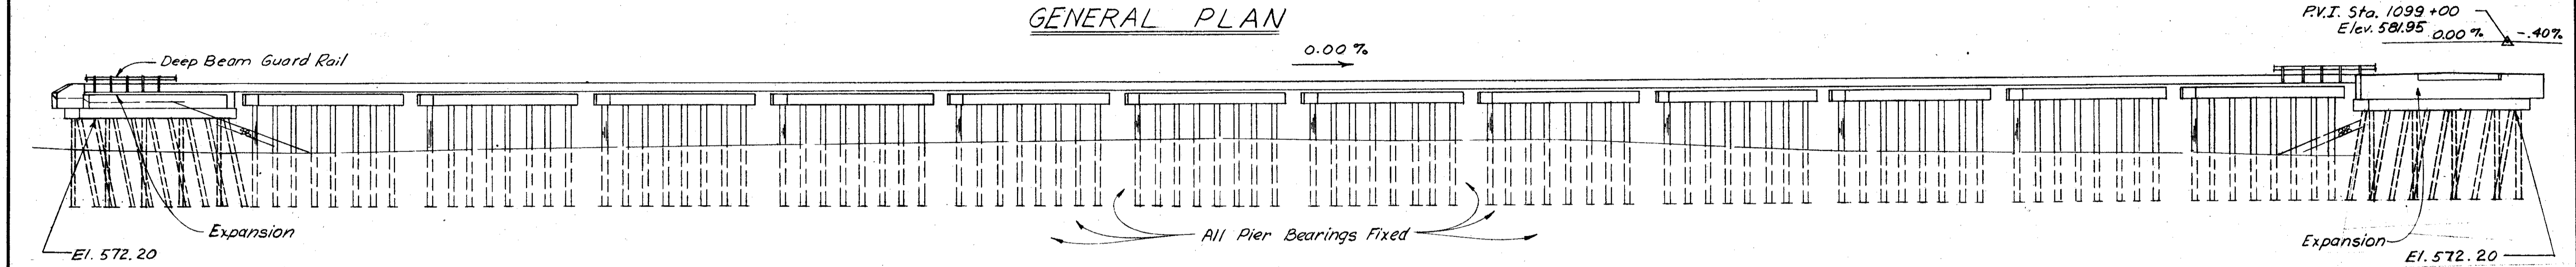 GENERAL PLAN
P.V.I. Sta. 1099+00
Elev. 581.95
0.00 %
-.40%
0.00 %
Deep Beam Guard Rail
Expansion
All Pier Bearings Fixed
Expansion
El. 572.20
El. 572.20